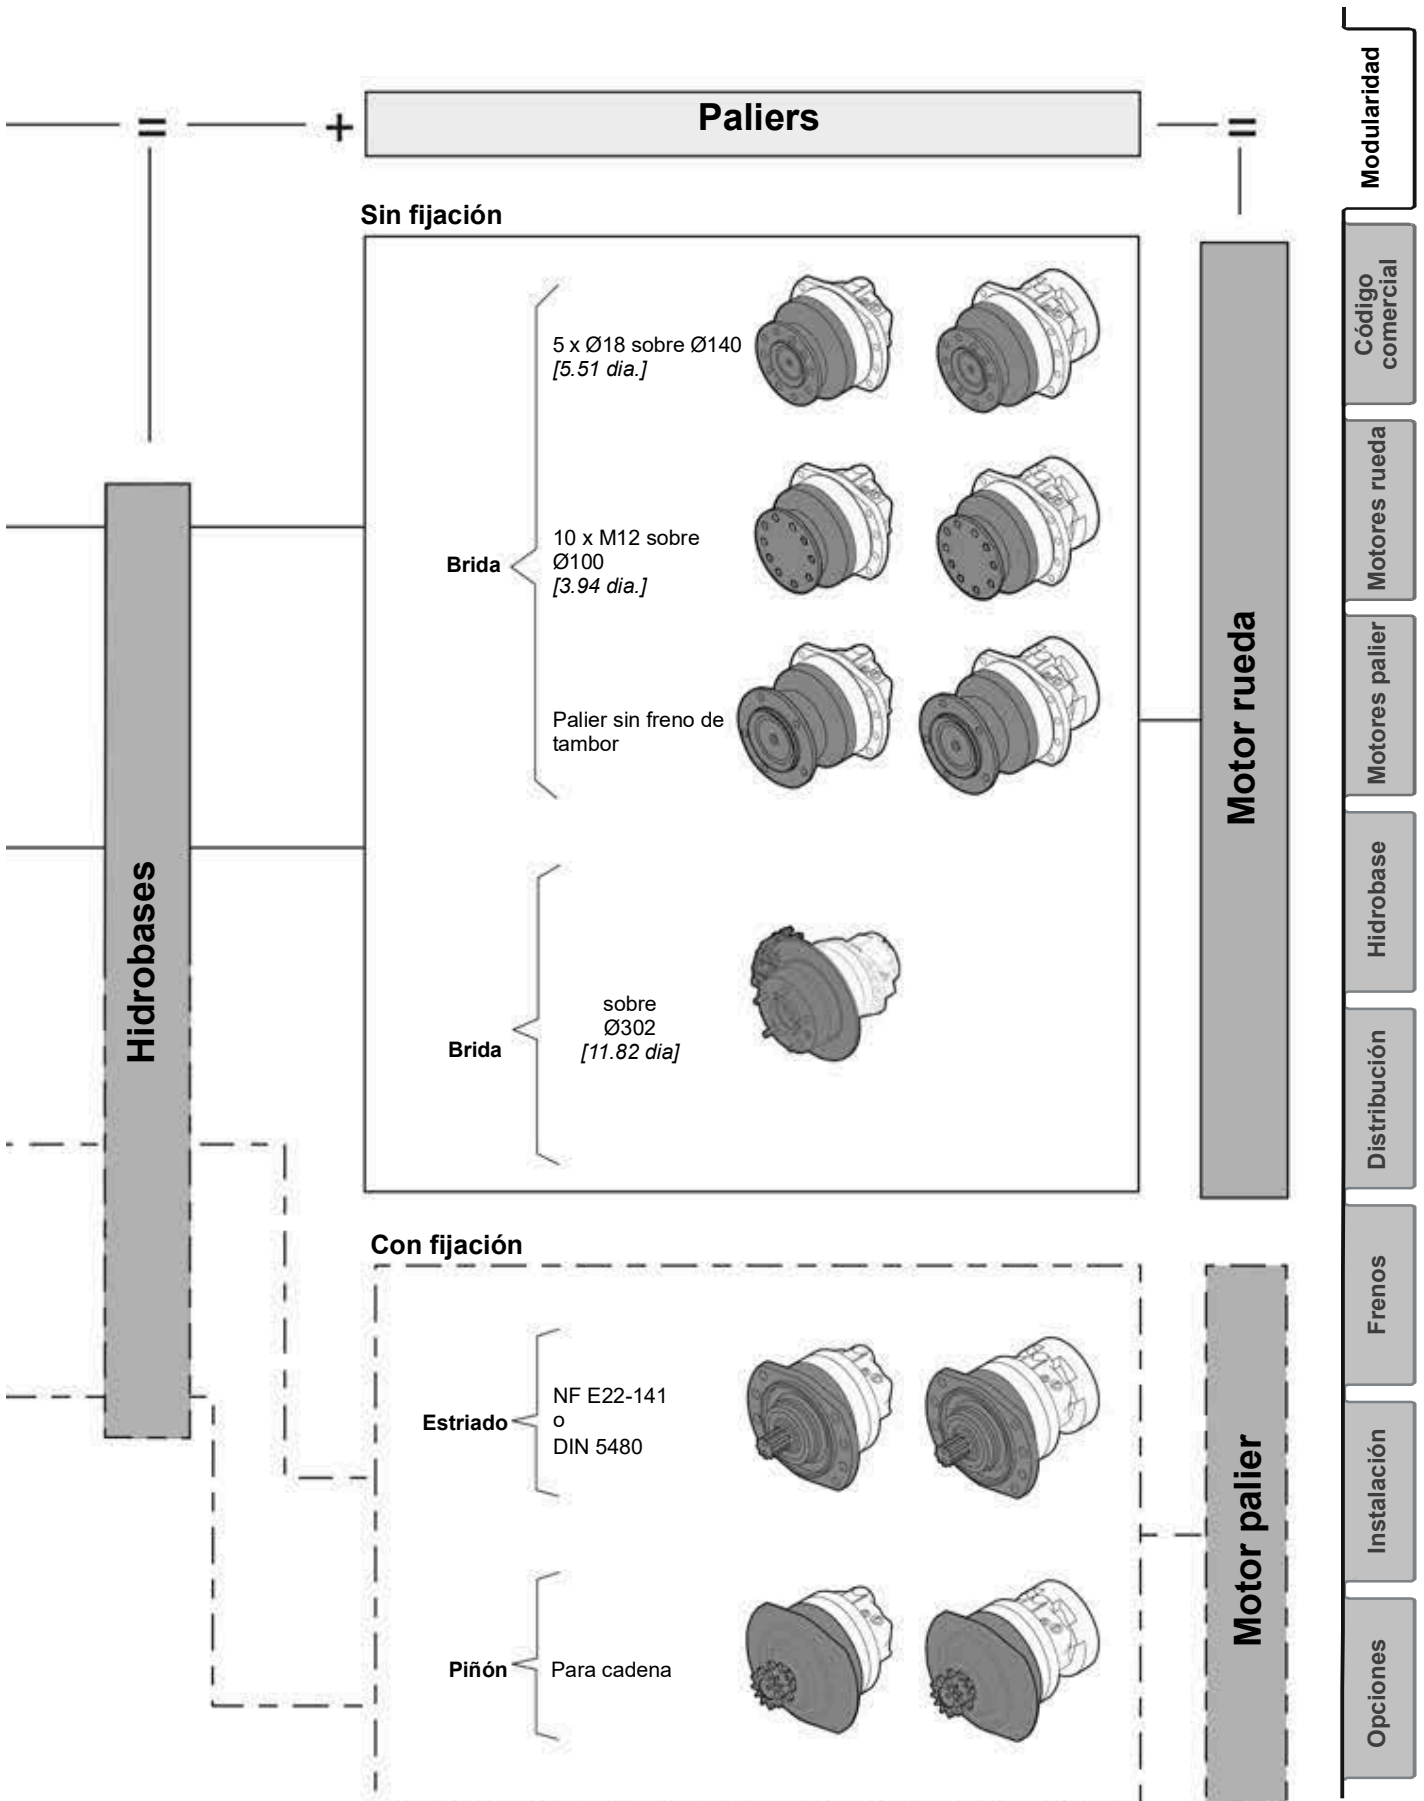 =
+
Paliers
=
Sin fijación
5 x Ø18 sobre Ø140
[5.51 dia.]
Brida
10 x M12 sobre
Ø100
[3.94 dia.]
Palier sin freno de
tambor
Brida
sobre
Ø302
[11.82 dia]
Hidrobases
Motor rueda
Con fijación
Estriado
NF E22-141
o
DIN 5480
Piñón
Para cadena
Motor palier
Modularidad
Código
comercial
Motores rueda
Motores palier
Hidrobase
Distribución
Frenos
Instalación
Opciones